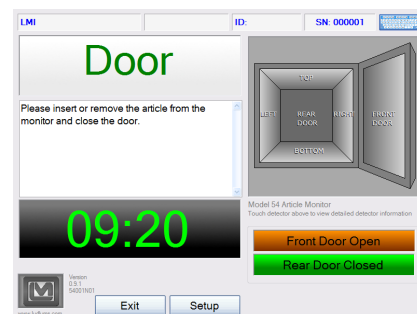 LMI
ID:
SN: 000001
Door
Please insert or remove the article from the
monitor and close the door.
TOP
LEFT
REAR
DOOR
RIGHT
FRONT
DOOR
BOTTOM
Model 54 Article Monitor
Touch detector above to view detailed detector information
09:20
Front Door Open
Rear Door Closed
Version
0.9.1
54001N01
Exit
Setup